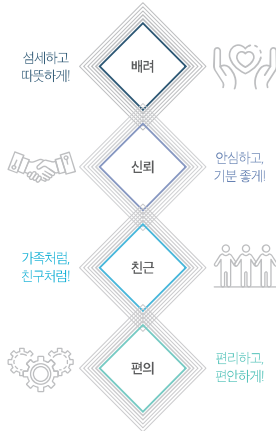 섬세하고
따뜻하게!
배려
신뢰
안심하고,
기분 좋게!
가족처럼,
친구처럼!
친근
편의
편리하고,
편안하게!